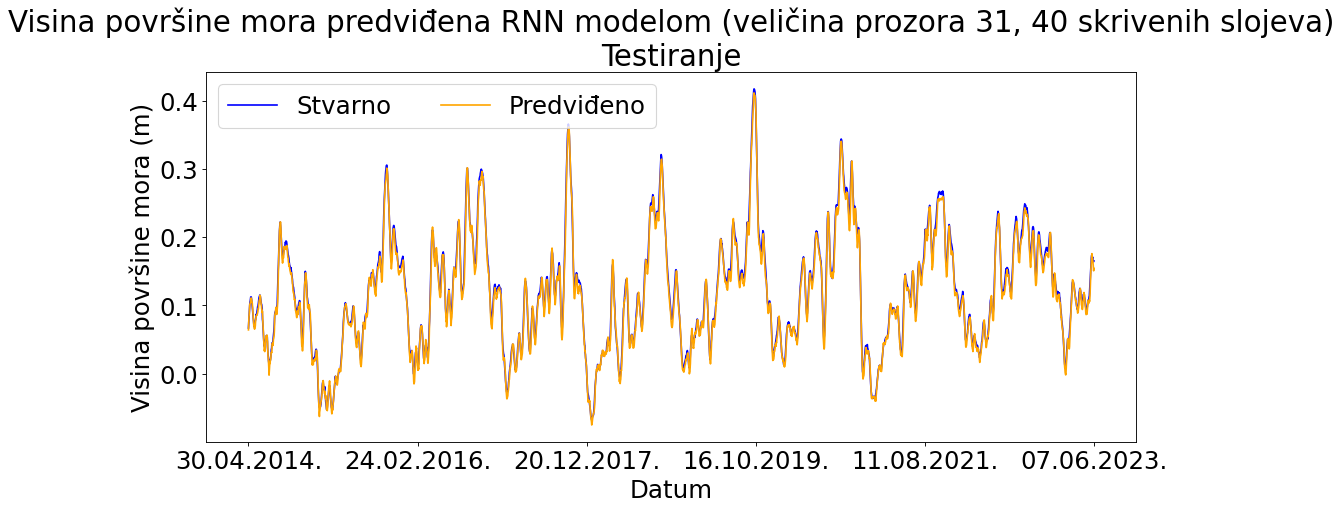 Visina površine mora predviđena RNN modelom (veličina prozora 31, 40 skrivenih slojeva)
Testiranje
Stvarno Predviđeno
Visina površine mora (m)
0.4
0.3
0.2
0.1
0.0
30.04.2014. 24.02.2016. 20.12.2017. 16.10.2019. 11.08.2021. 07.06.2023.
Datum